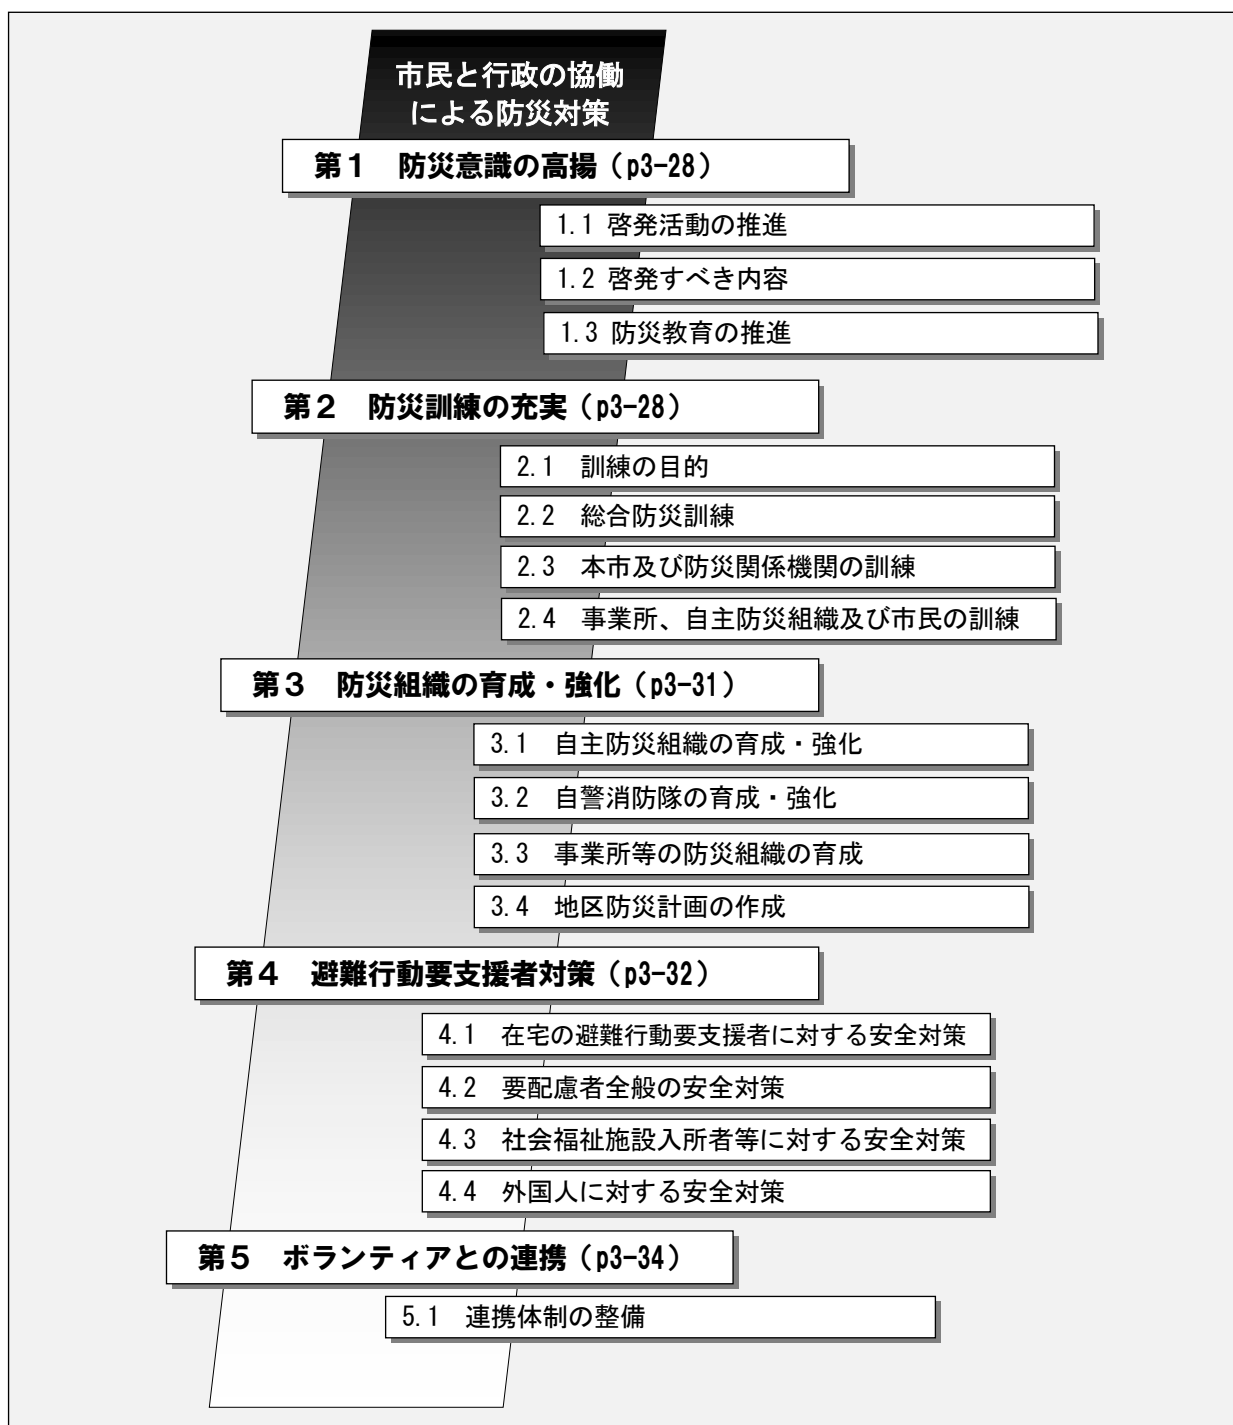 市民と行政の協働
による防災対策
第１　防災意識の高揚（p3-28）
1.1 啓発活動の推進
1.2 啓発すべき内容
1.3 防災教育の推進
第２　防災訓練の充実（p3-28）
2.1　訓練の目的
2.2　総合防災訓練
2.3　本市及び防災関係機関の訓練
2.4　事業所、自主防災組織及び市民の訓練
第３　防災組織の育成・強化（p3-31）
3.1　自主防災組織の育成・強化
3.2　自警消防隊の育成・強化
3.3　事業所等の防災組織の育成
3.4　地区防災計画の作成
第４　避難行動要支援者対策（p3-32）
4.1　在宅の避難行動要支援者に対する安全対策
4.2　要配慮者全般の安全対策
4.3　社会福祉施設入所者等に対する安全対策
4.4　外国人に対する安全対策
第５　ボランティアとの連携（p3-34）
5.1　連携体制の整備